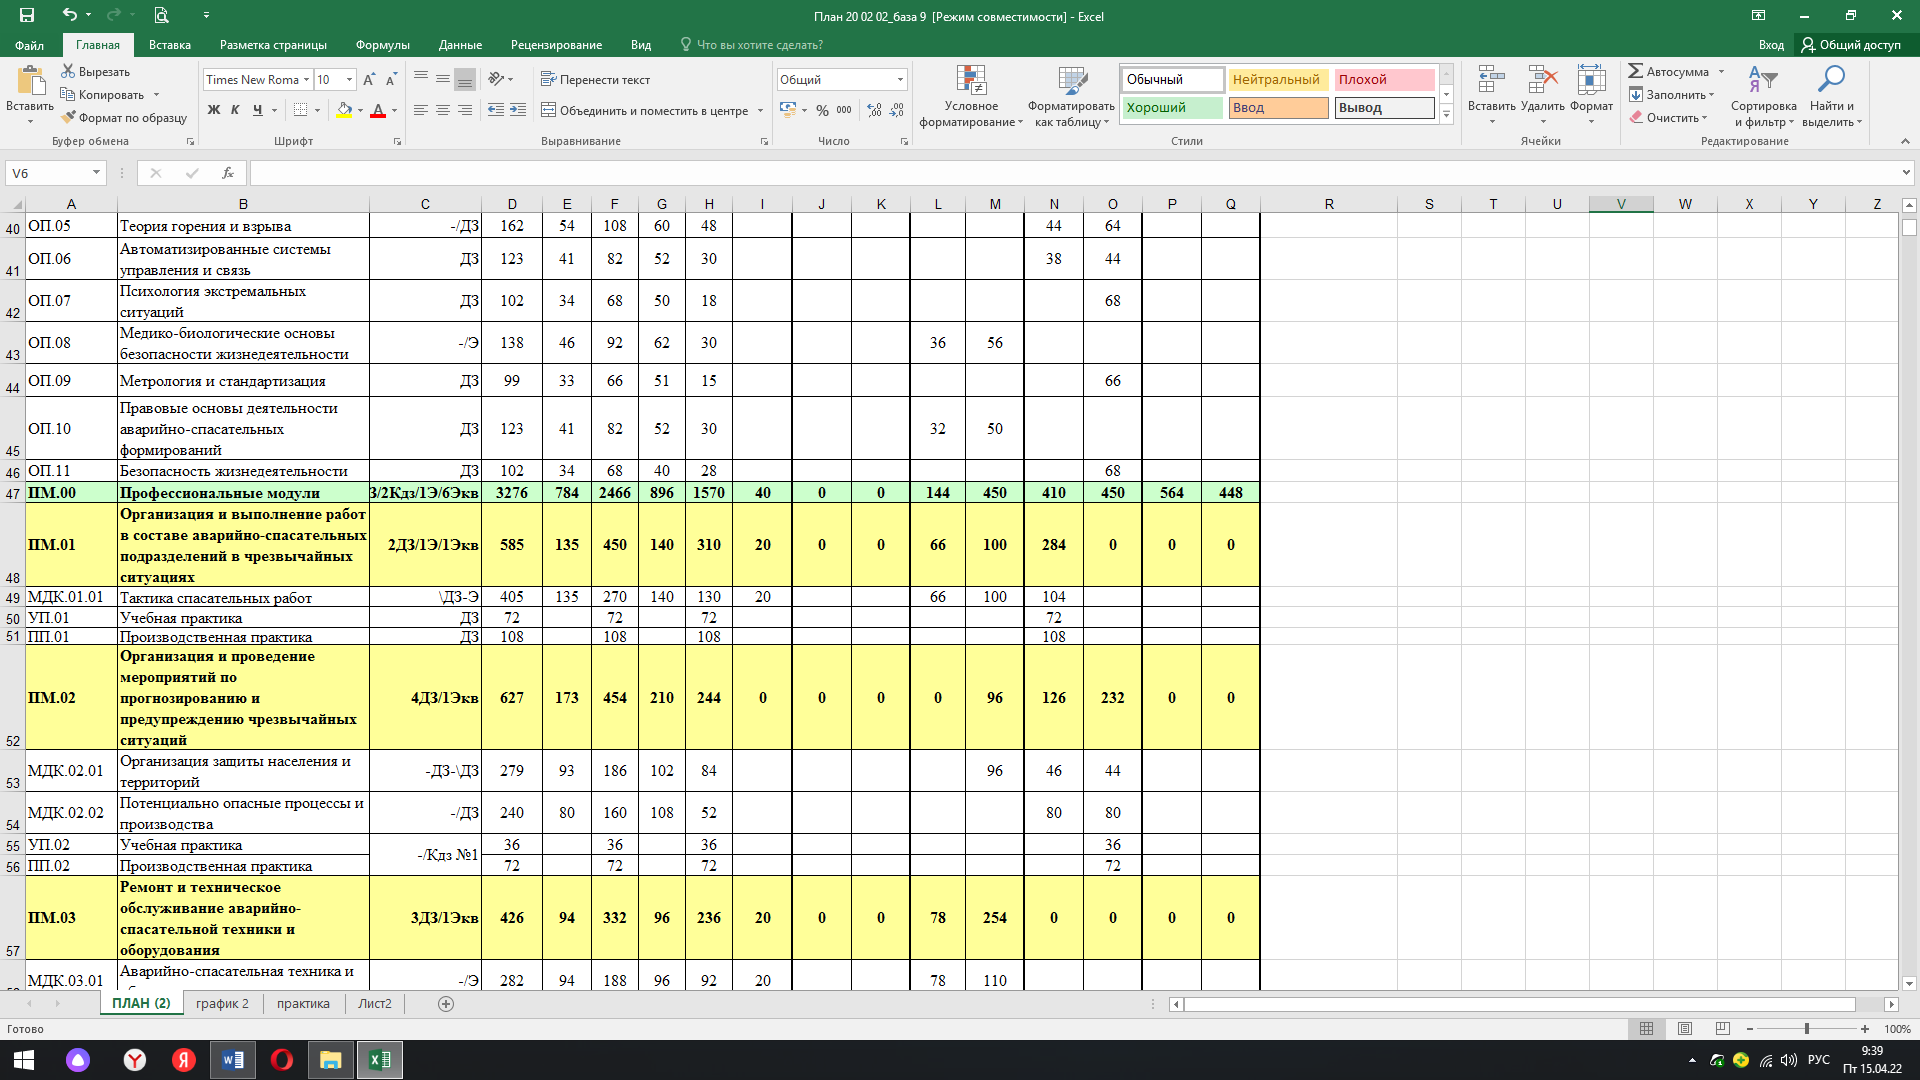 План 20 02 02_база 9 [Режим совместимости] - Excel
Файл Главная Вставка Разметка страницы Формулы Данные Рецензирование Вид Что вы хотите сделать? Вход Общий доступ
Вставить
Вырезать
Копировать
Формат по образцу
Буфер обмена
Times New Roma 10
Ж К Ч
Шрифт
Перенести текст
Объединить и поместить в центре
Выравнивание
Общий
% 000
Число
Условное форматирование
Форматировать как таблицу
Обычный Нейтральный Плохой
Хороший Ввод Вывод
Стили
Вставить Удалить Формат
Ячейки
Автосумма
Заполнить
Очистить
Сортировка и фильтр
Найти и выделить
Редактирование
V6 fx
A B C D E F G H I J K L M N O P Q R S T U V W X Y Z
40 ОП.05 Теория горения и взрыва -/ДЗ 162 54 108 60 48 44 64
41 ОП.06 Автоматизированные системы управления и связь ДЗ 123 41 82 52 30 38 44
42 ОП.07 Психология экстремальных ситуаций ДЗ 102 34 68 50 18 68
43 ОП.08 Медико-биологические основы безопасности жизнедеятельности -/Э 138 46 92 62 30 36 56
44 ОП.09 Метрология и стандартизация ДЗ 99 33 66 51 15 66
45 ОП.10 Правовые основы деятельности аварийно-спасательных формирований ДЗ 123 41 82 52 30 32 50
46 ОП.11 Безопасность жизнедеятельности ДЗ 102 34 68 40 28 68
47 ПМ.00 Профессиональные модули З/2Кдз/1Э/6Экв 3276 784 2466 896 1570 40 0 0 144 450 410 450 564 448
48 ПМ.01 Организация и выполнение работ в составе аварийно-спасательных подразделений в чрезвычайных ситуациях 2ДЗ/1Э/1Экв 585 135 450 140 310 20 0 0 66 100 284 0 0 0
49 МДК.01.01 Тактика спасательных работ \ДЗ-Э 405 135 270 140 130 20 66 100 104
50 УП.01 Учебная практика ДЗ 72 72 72 72
51 ПП.01 Производственная практика ДЗ 108 108 108 108
52 ПМ.02 Организация и проведение мероприятий по прогнозированию и предупреждению чрезвычайных ситуаций 4ДЗ/1Экв 627 173 454 210 244 0 0 0 0 96 126 232 0 0
53 МДК.02.01 Организация защиты населения и территорий -ДЗ-\ДЗ 279 93 186 102 84 96 46 44
54 МДК.02.02 Потенциально опасные процессы и производства -/ДЗ 240 80 160 108 52 80 80
55 УП.02 Учебная практика -/Кдз №1 36 36 36 36
56 ПП.02 Производственная практика 72 72 72 72
57 ПМ.03 Ремонт и техническое обслуживание аварийно-спасательной техники и оборудования 3ДЗ/1Экв 426 94 332 96 236 20 0 0 78 254 0 0 0 0
МДК.03.01 Аварийно-спасательная техника и -/Э 282 94 188 96 92 20 78 110
ПЛАН (2) график 2 практика Лист2
Готово 100%
РУС 9:39
Пт 15.04.22